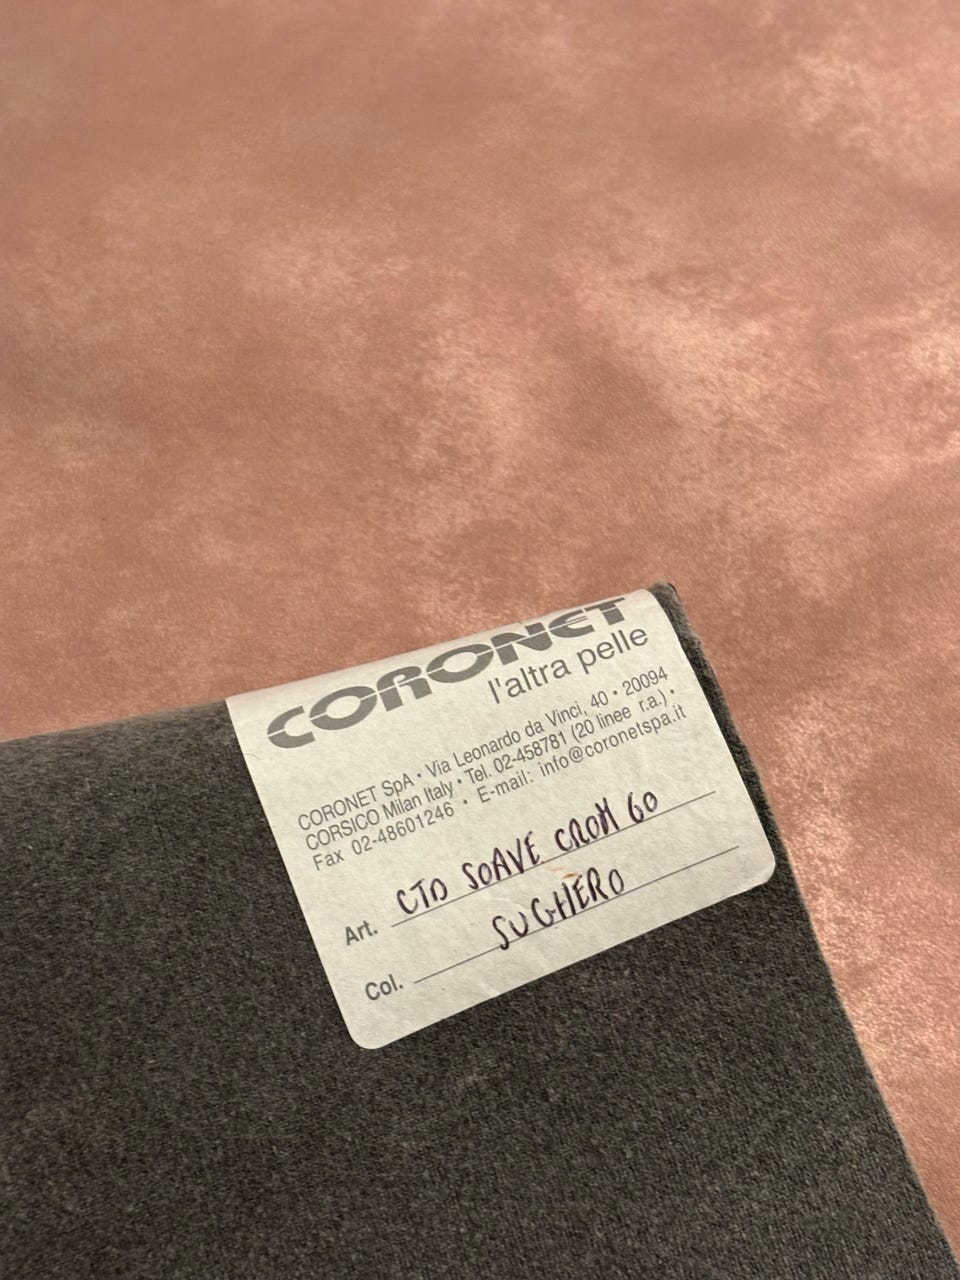 CORONET
l'altra pelle
CORONET SpA • Via Leonardo da Vinci, 40 • 20094
CORSICO Milan Italy • Tel. 02-458781 (20 linee r.a.) •
Fax 02-48601246 • E-mail: info@coronetspa.it
Art. CTD SOAVE CROM 60
Col. SUGHERO